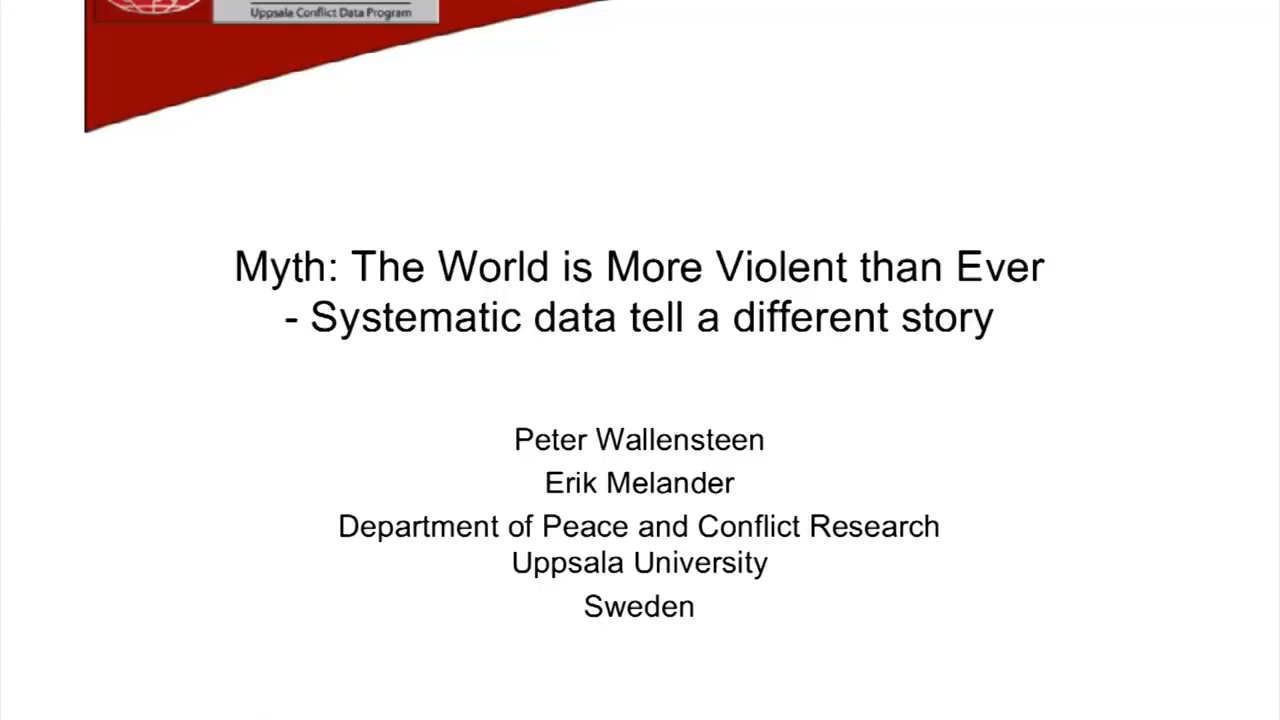 Uppsala Conflict Data Program
Myth: The World is More Violent than Ever
- Systematic data tell a different story
Peter Wallensteen
Erik Melander
Department of Peace and Conflict Research
Uppsala University
Sweden